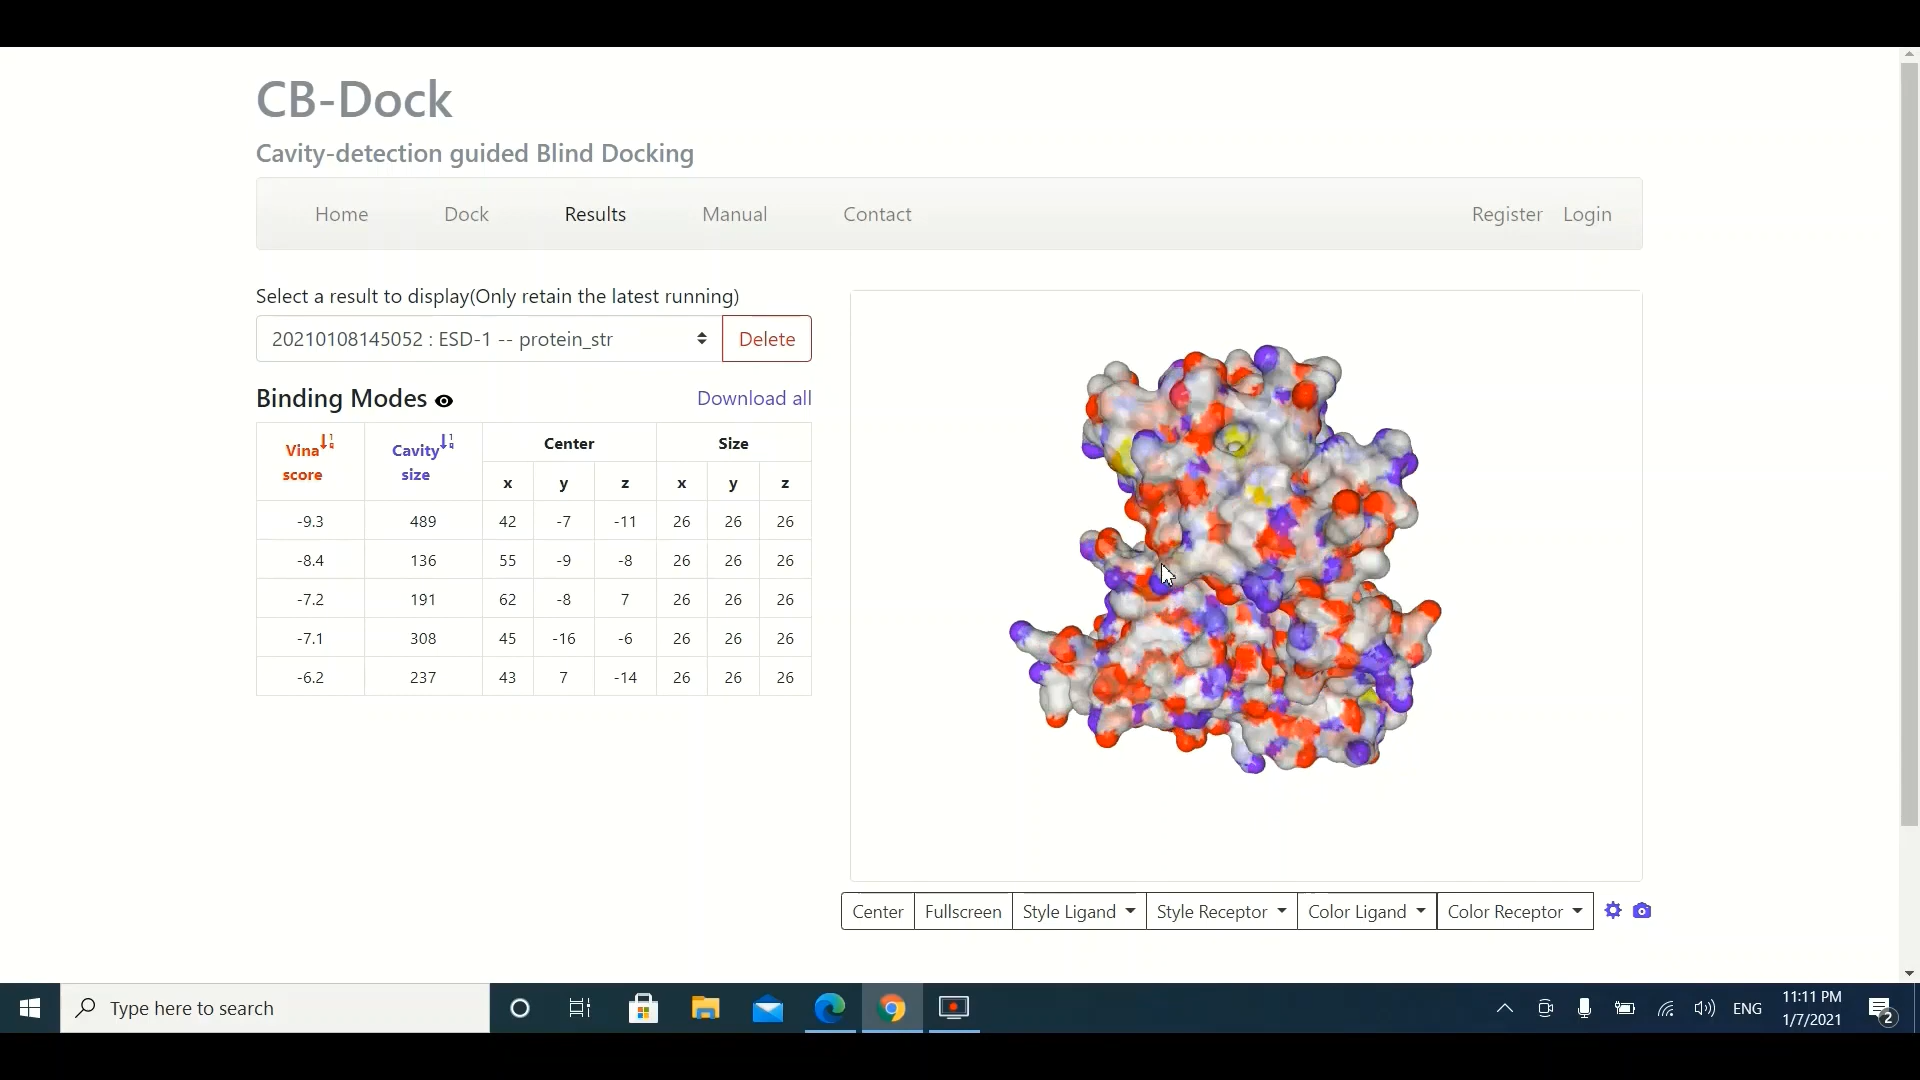 CB-Dock
Cavity-detection guided Blind Docking
Home Dock Results Manual Contact Register Login
Select a result to display(Only retain the latest running)
20210108145052 : ESD-1 -- protein_str Delete
Binding Modes Download all
Vina score Cavity size Center Size
x y z x y z
-9.3 489 42 -7 -11 26 26 26
-8.4 136 55 -9 -8 26 26 26
-7.2 191 62 -8 7 26 26 26
-7.1 308 45 -16 -6 26 26 26
-6.2 237 43 7 -14 26 26 26
Center Fullscreen Style Ligand Style Receptor Color Ligand Color Receptor
Type here to search ENG 11:11 PM
1/7/2021
2